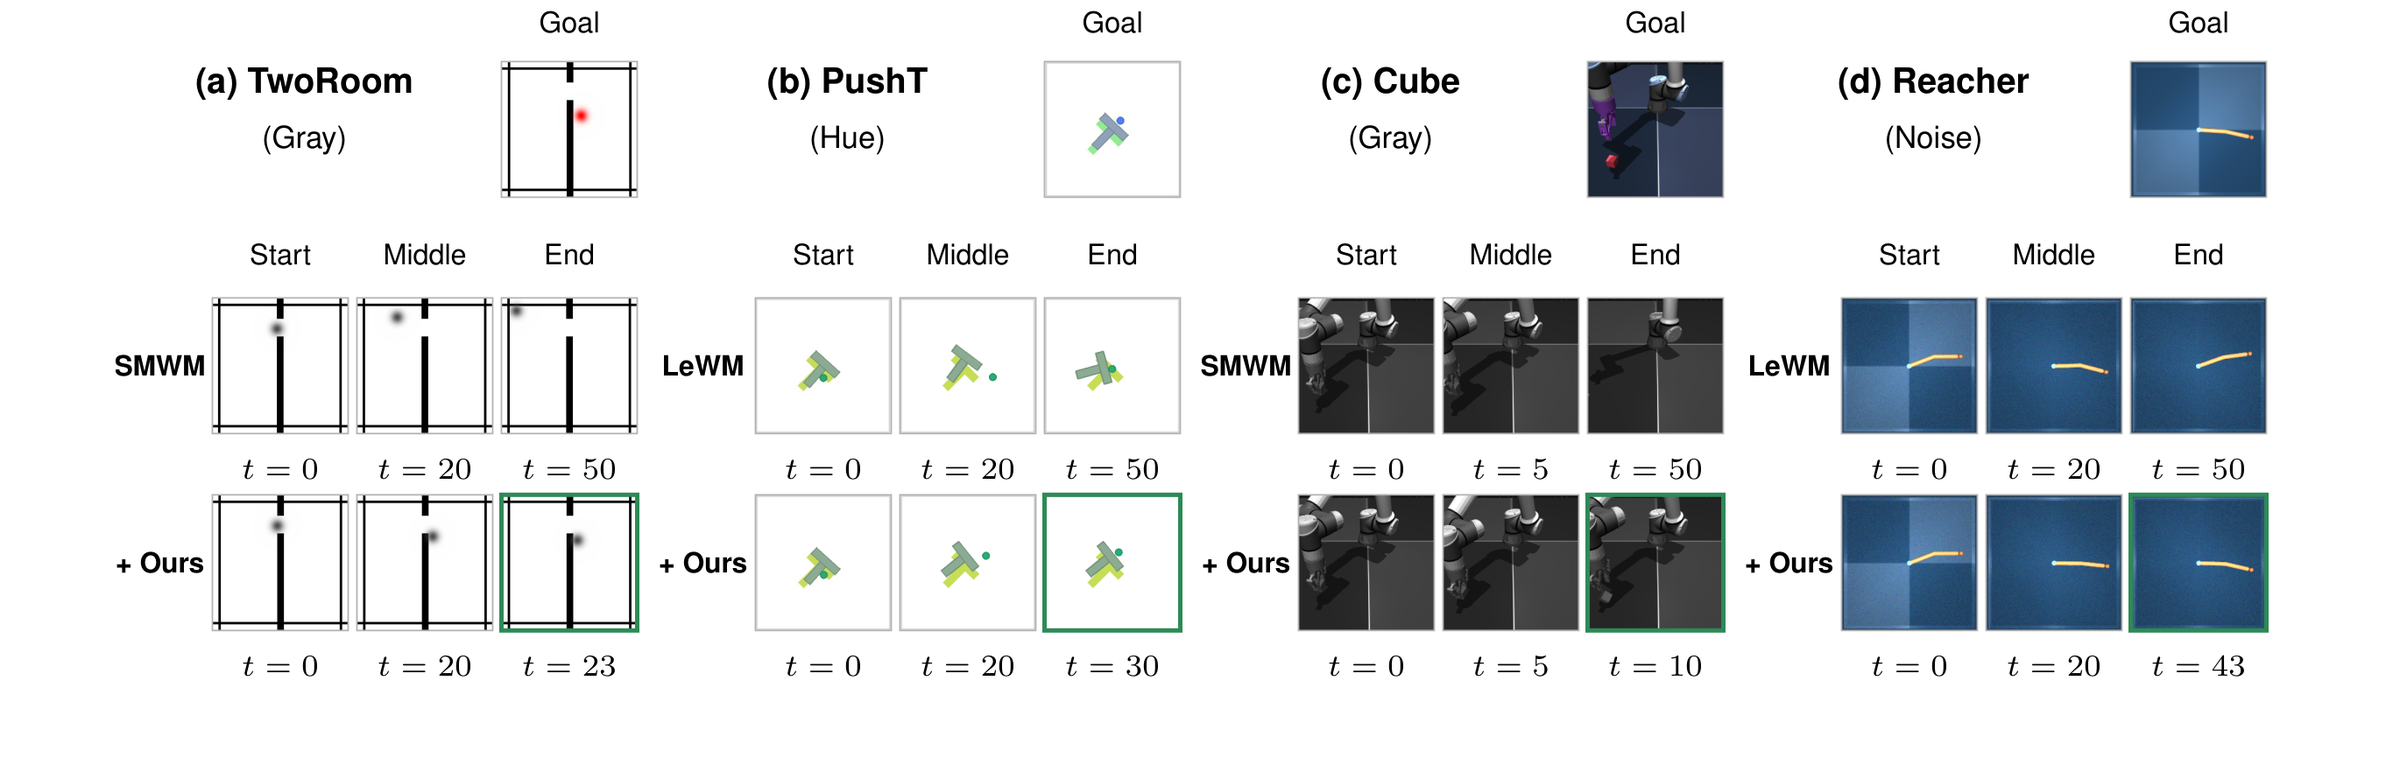 Goal
(a) TwoRoom
(Gray)
Start Middle End
SMWM
t = 0 t = 20 t = 50
+ Ours
t = 0 t = 20 t = 23
Goal
(b) PushT
(Hue)
Start Middle End
LeWM
t = 0 t = 20 t = 50
+ Ours
t = 0 t = 20 t = 30
Goal
(c) Cube
(Gray)
Start Middle End
SMWM
t = 0 t = 5 t = 50
+ Ours
t = 0 t = 5 t = 10
Goal
(d) Reacher
(Noise)
Start Middle End
LeWM
t = 0 t = 20 t = 50
+ Ours
t = 0 t = 20 t = 43